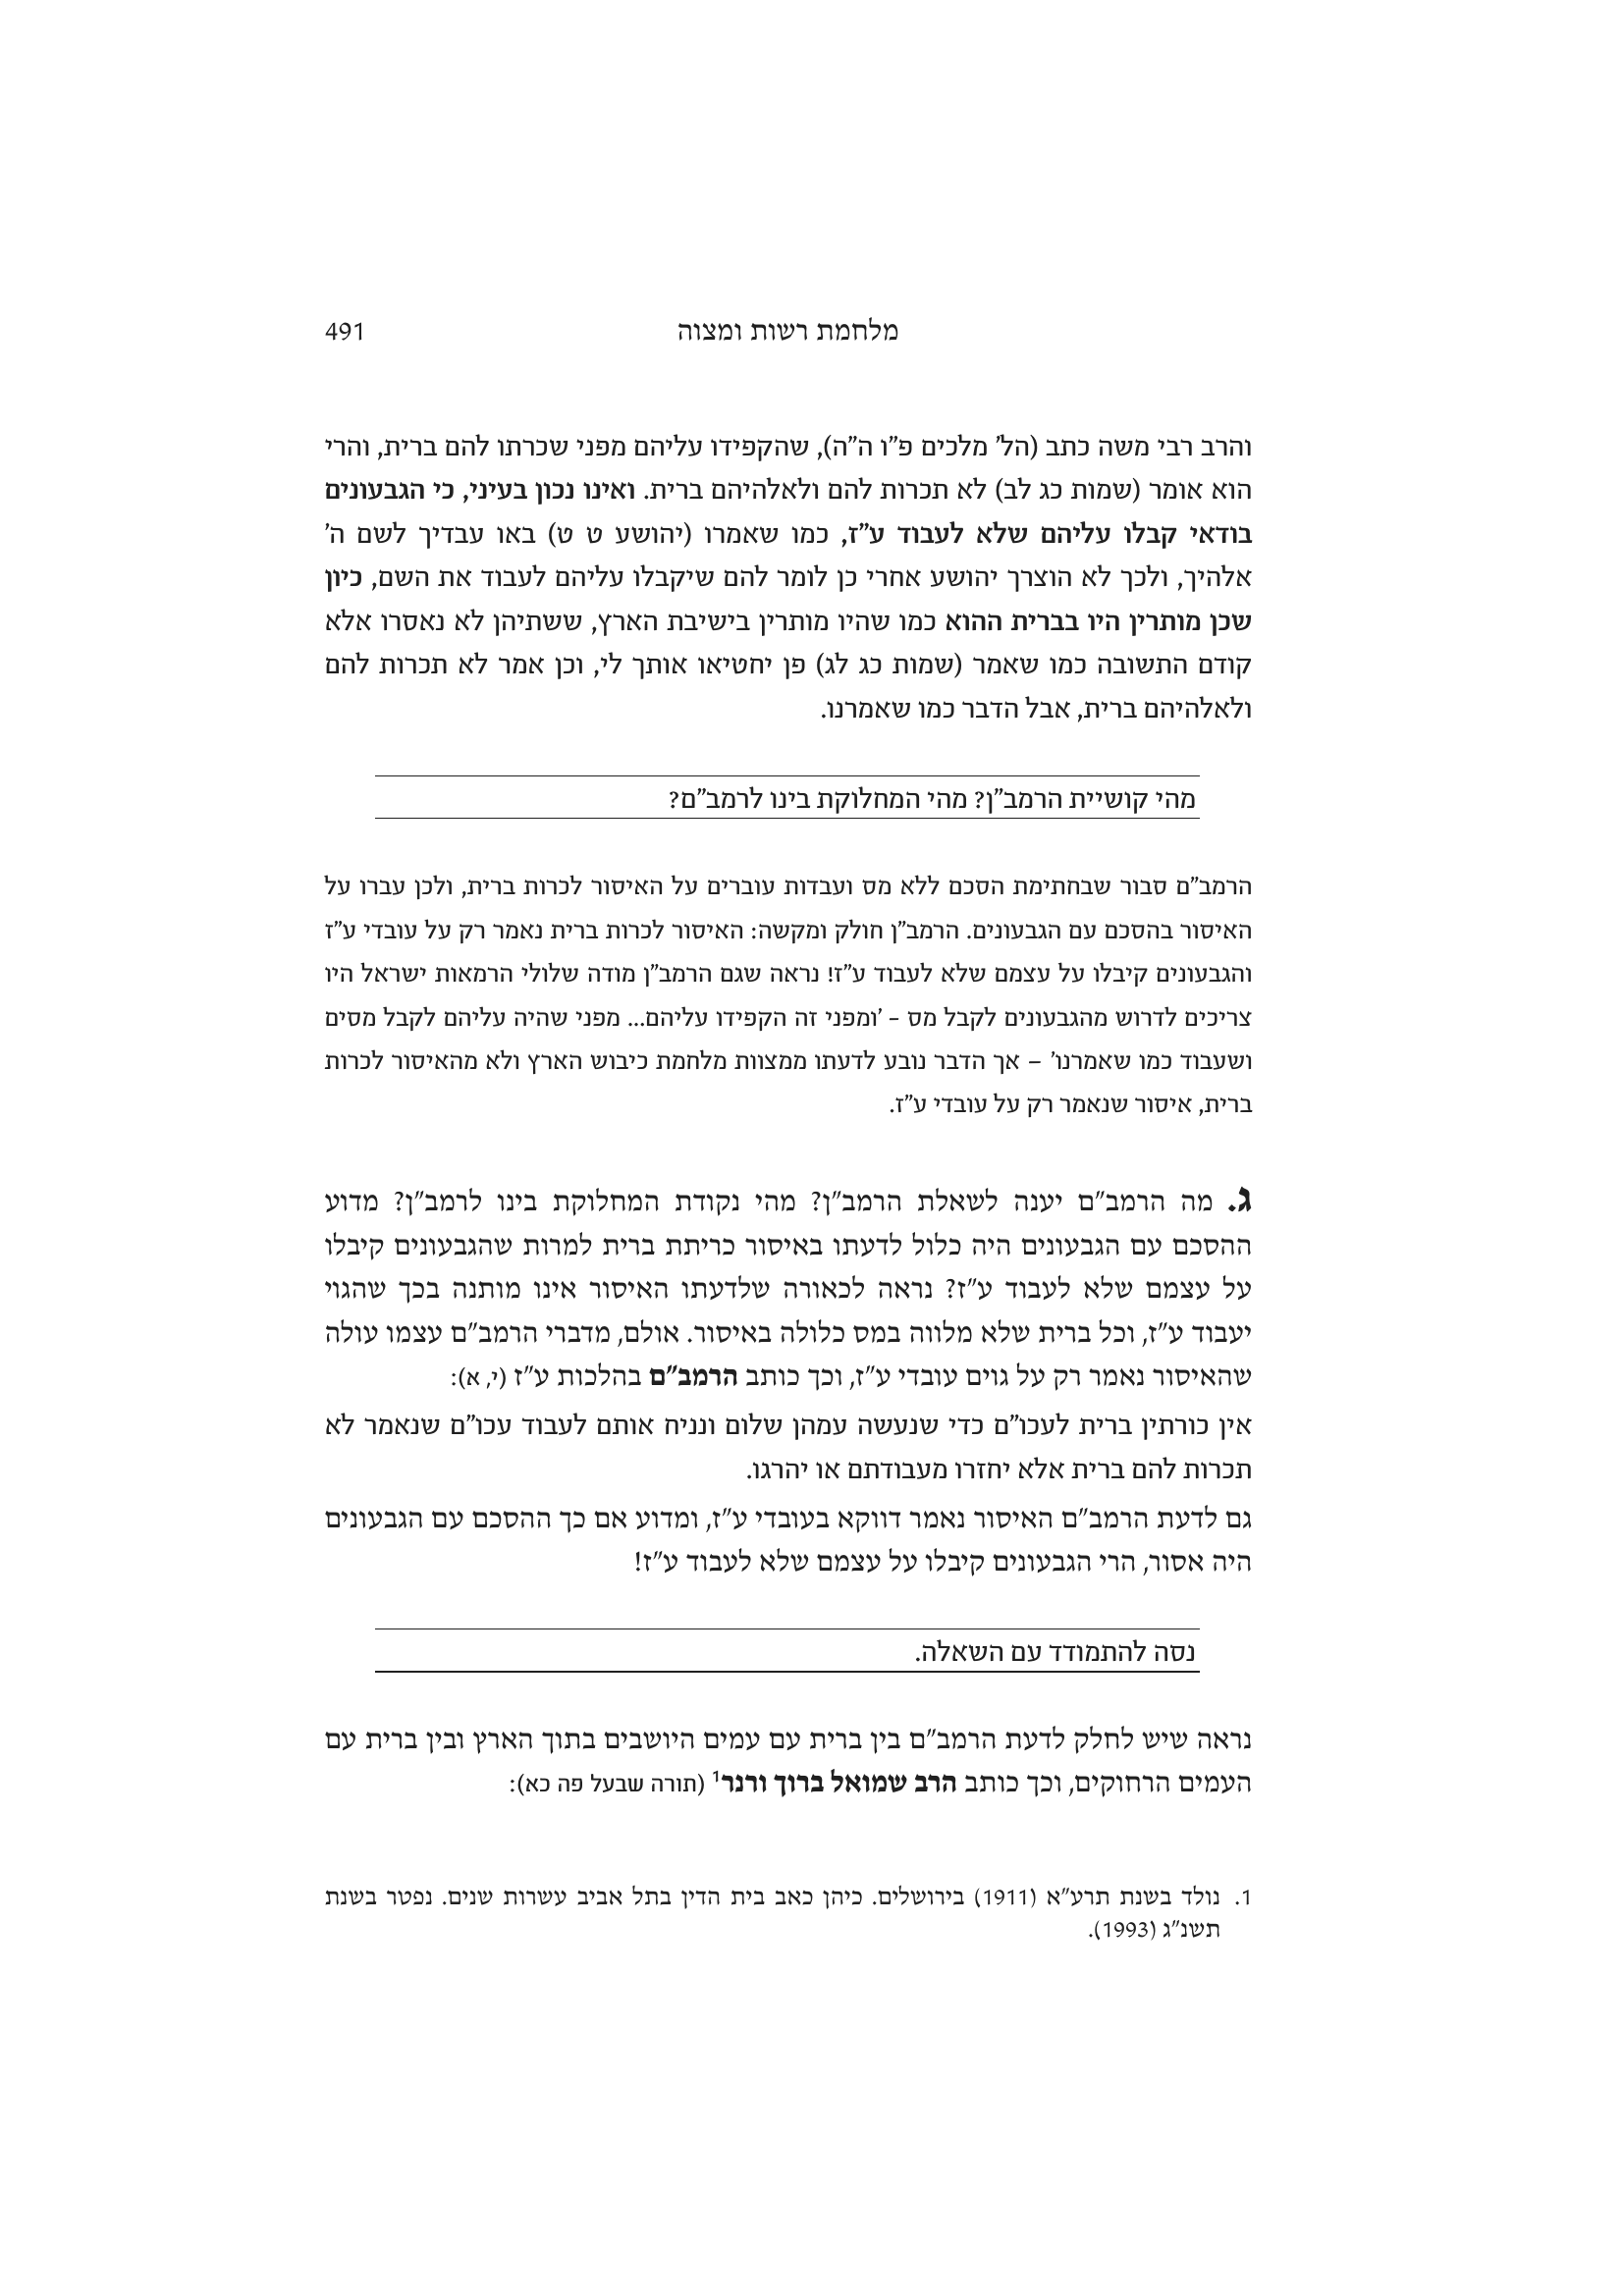 מלחמת רשות ומצוה 491
והרב רבי משה כתב (הל' מלכים פ"ו ה"ה), שהקפידו עליהם מפני שכרתו להם ברית, והרי
הוא אומר (שמות כג לב) לא תכרות להם ולאלהיהם ברית. ואינו נכון בעיני, כי הגבעונים
בודאי קבלו עליהם שלא לעבוד ע"ז, כמו שאמרו (יהושע ט ט) באו עבדיך לשם ה'
אלהיך, ולכך לא הוצרך יהושע אחרי כן לומר להם שיקבלו עליהם לעבוד את השם, כיון
שכן מותרין היו בברית ההוא כמו שהיו מותרין בישיבת הארץ, ששתיהן לא נאסרו אלא
קודם התשובה כמו שאמר (שמות כג לג) פן יחטיאו אותך לי, וכן אמר לא תכרות להם
ולאלהיהם ברית, אבל הדבר כמו שאמרנו.
מהי קושיית הרמב"ן? מהי המחלוקת בינו לרמב"ם?
הרמב"ם סבור שבחתימת הסכם ללא מס ועבדות עוברים על האיסור לכרות ברית, ולכן עברו על
האיסור בהסכם עם הגבעונים. הרמב"ן חולק ומקשה: האיסור לכרות ברית נאמר רק על עובדי ע"ז
והגבעונים קיבלו על עצמם שלא לעבוד ע"ז! נראה שגם הרמב"ן מודה שלולי הרמאות ישראל היו
צריכים לדרוש מהגבעונים לקבל מס – 'ומפני זה הקפידו עליהם... מפני שהיה עליהם לקבל מסים
ושעבוד כמו שאמרנו' – אך הדבר נובע לדעתו ממצוות מלחמת כיבוש הארץ ולא מהאיסור לכרות
ברית, איסור שנאמר רק על עובדי ע"ז.
ג. מה הרמב"ם יענה לשאלת הרמב"ן? מהי נקודת המחלוקת בינו לרמב"ן? מדוע
ההסכם עם הגבעונים היה כלול לדעתו באיסור כריתת ברית למרות שהגבעונים קיבלו
על עצמם שלא לעבוד ע"ז? נראה לכאורה שלדעתו האיסור אינו מותנה בכך שהגוי
יעבוד ע"ז, וכל ברית שלא מלווה במס כלולה באיסור. אולם, מדברי הרמב"ם עצמו עולה
שהאיסור נאמר רק על גוים עובדי ע"ז, וכך כותב הרמב"ם בהלכות ע"ז (י, א):
אין כורתין ברית לעכו"ם כדי שנעשה עמהן שלום ונניח אותם לעבוד עכו"ם שנאמר לא
תכרות להם ברית אלא יחזרו מעבודתם או יהרגו.
גם לדעת הרמב"ם האיסור נאמר דווקא בעובדי ע"ז, ומדוע אם כך ההסכם עם הגבעונים
היה אסור, הרי הגבעונים קיבלו על עצמם שלא לעבוד ע"ז!
נסה להתמודד עם השאלה.
נראה שיש לחלק לדעת הרמב"ם בין ברית עם עמים היושבים בתוך הארץ ובין ברית עם
העמים הרחוקים, וכך כותב הרב שמואל ברוך ורנר1 (תורה שבעל פה כא):
1. נולד בשנת תרע"א (1911) בירושלים. כיהן כאב בית הדין בתל אביב עשרות שנים. נפטר בשנת
תשנ"ג (1993).